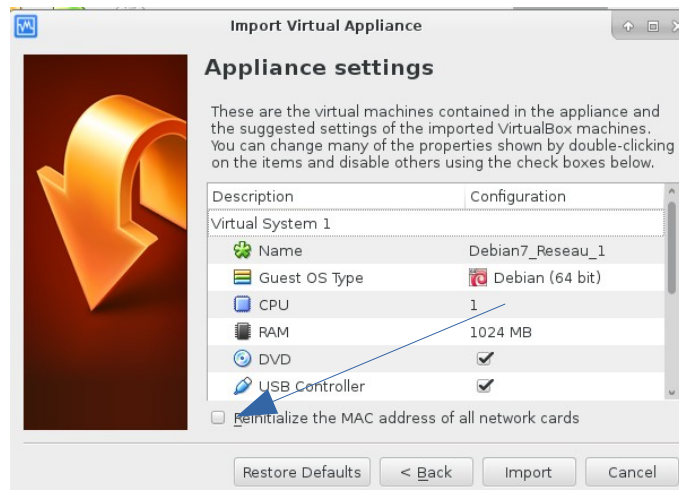 Import Virtual Appliance
Appliance settings
These are the virtual machines contained in the appliance and
the suggested settings of the imported VirtualBox machines.
You can change many of the properties shown by double-clicking
on the items and disable others using the check boxes below.
Description Configuration
Virtual System 1
Name Debian7_Reseau_1
Guest OS Type Debian (64 bit)
CPU 1
RAM 1024 MB
DVD
USB Controller
Reinitialize the MAC address of all network cards
Restore Defaults < Back Import Cancel